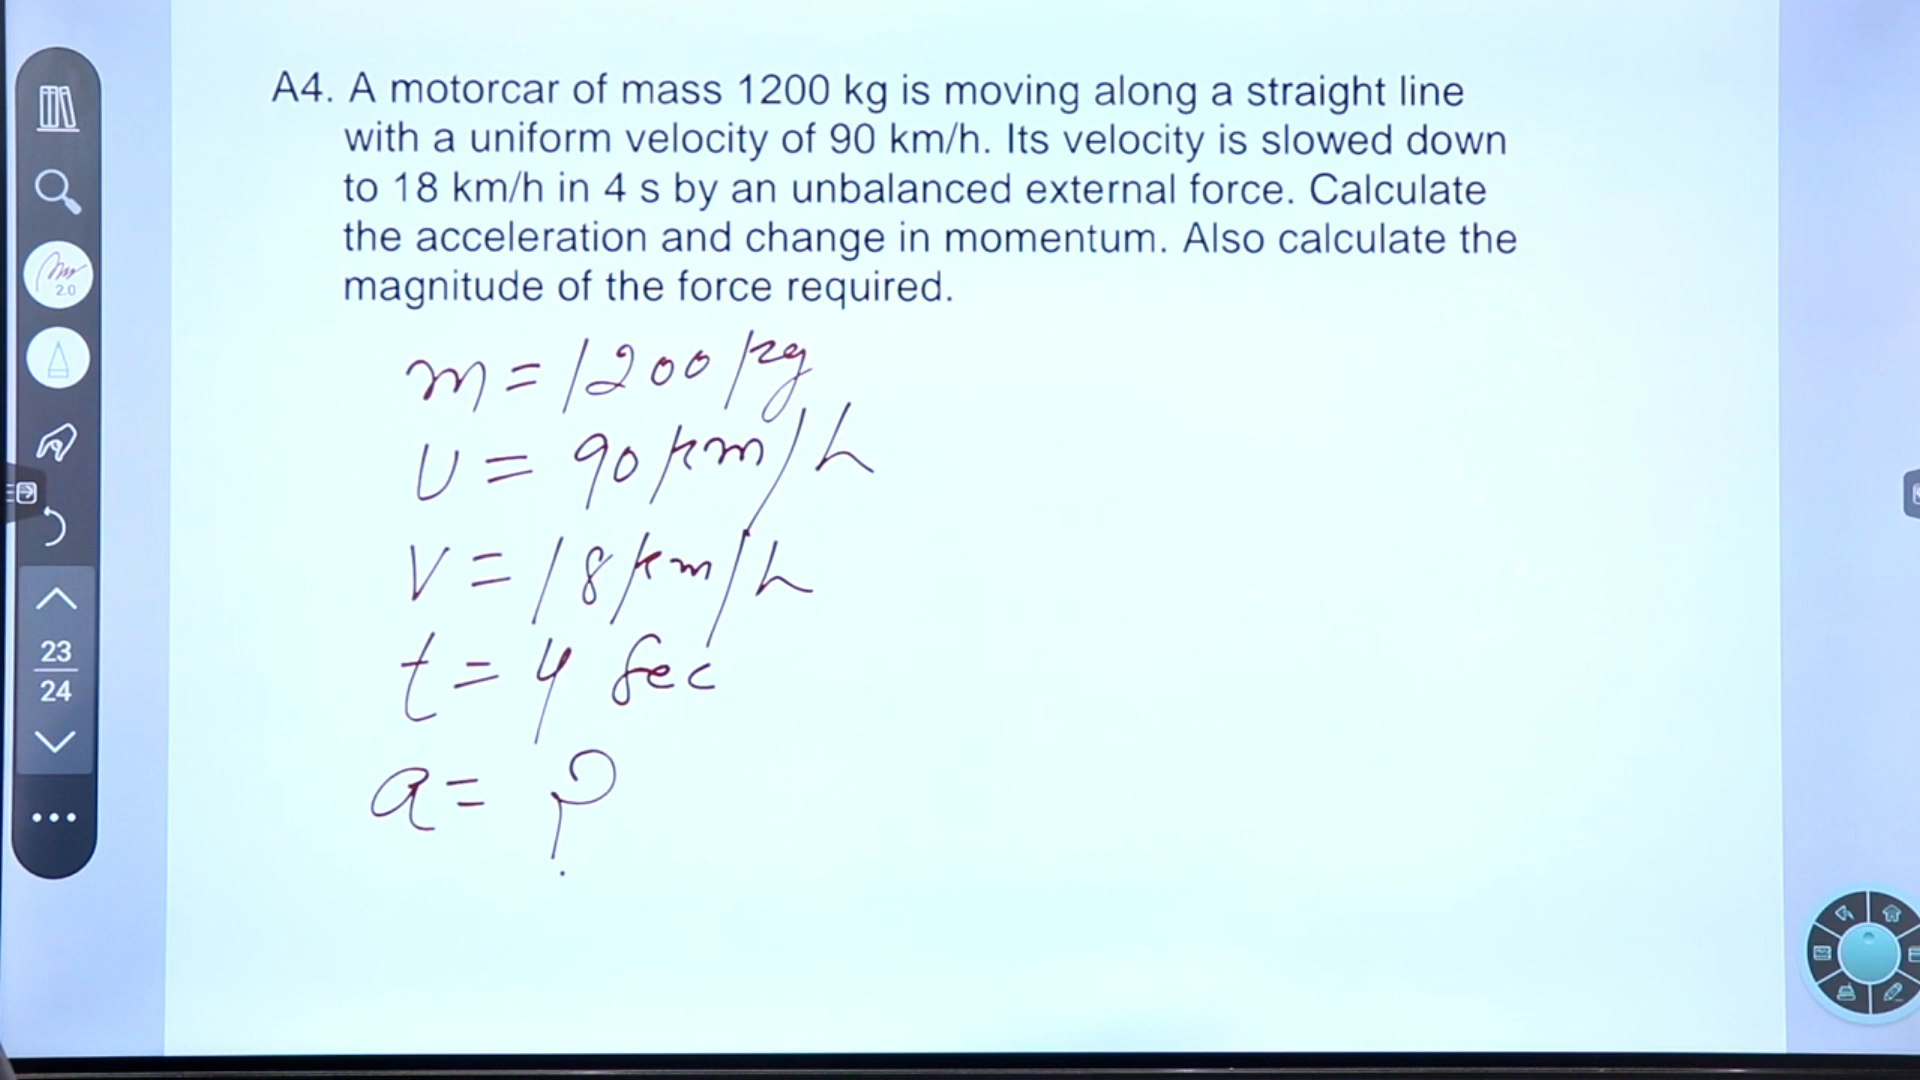 A4. A motorcar of mass 1200 kg is moving along a straight line
with a uniform velocity of 90 km/h. Its velocity is slowed down
to 18 km/h in 4 s by an unbalanced external force. Calculate
the acceleration and change in momentum. Also calculate the
magnitude of the force required.
m = 1200 kg
u = 90 km/h
v = 18 km/h
t = 4 sec
a = ?
2.0
23
24